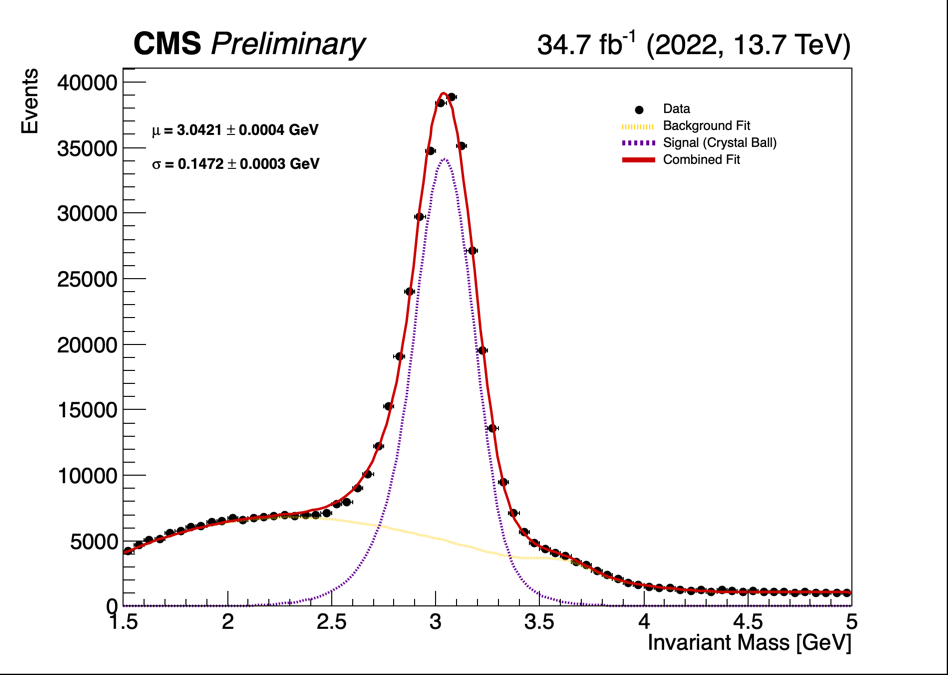 CMS Preliminary
34.7 fb⁻¹ (2022, 13.7 TeV)
Events
40000
35000
30000
25000
20000
15000
10000
5000
0
μ = 3.0421 ± 0.0004 GeV
σ = 0.1472 ± 0.0003 GeV
Data
Background Fit
Signal (Crystal Ball)
Combined Fit
1.5 2 2.5 3 3.5 4 4.5 5
Invariant Mass [GeV]